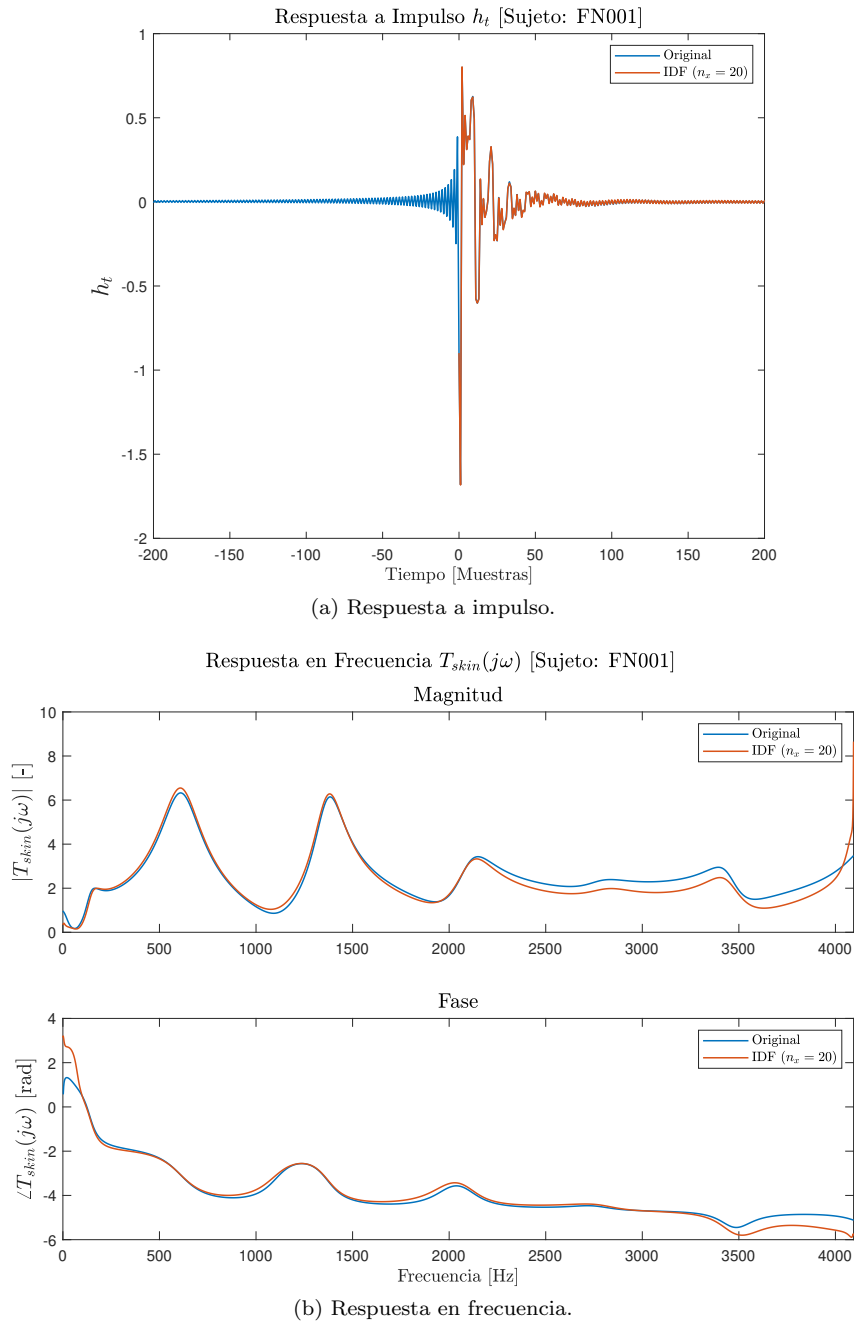 Respuesta a Impulso h_t [Sujeto: FN001]
Original
IDF (n_x = 20)
1
0.5
0
-0.5
-1
-1.5
-2
h_t
-200 -150 -100 -50 0 50 100 150 200
Tiempo [Muestras]
(a) Respuesta a impulso.
Respuesta en Frecuencia T_skin(jω) [Sujeto: FN001]
Magnitud
Original
IDF (n_x = 20)
10
8
6
4
2
0
|T_skin(jω)| [-]
0 500 1000 1500 2000 2500 3000 3500 4000
Fase
Original
IDF (n_x = 20)
4
2
0
-2
-4
-6
∠T_skin(jω) [rad]
0 500 1000 1500 2000 2500 3000 3500 4000
Frecuencia [Hz]
(b) Respuesta en frecuencia.